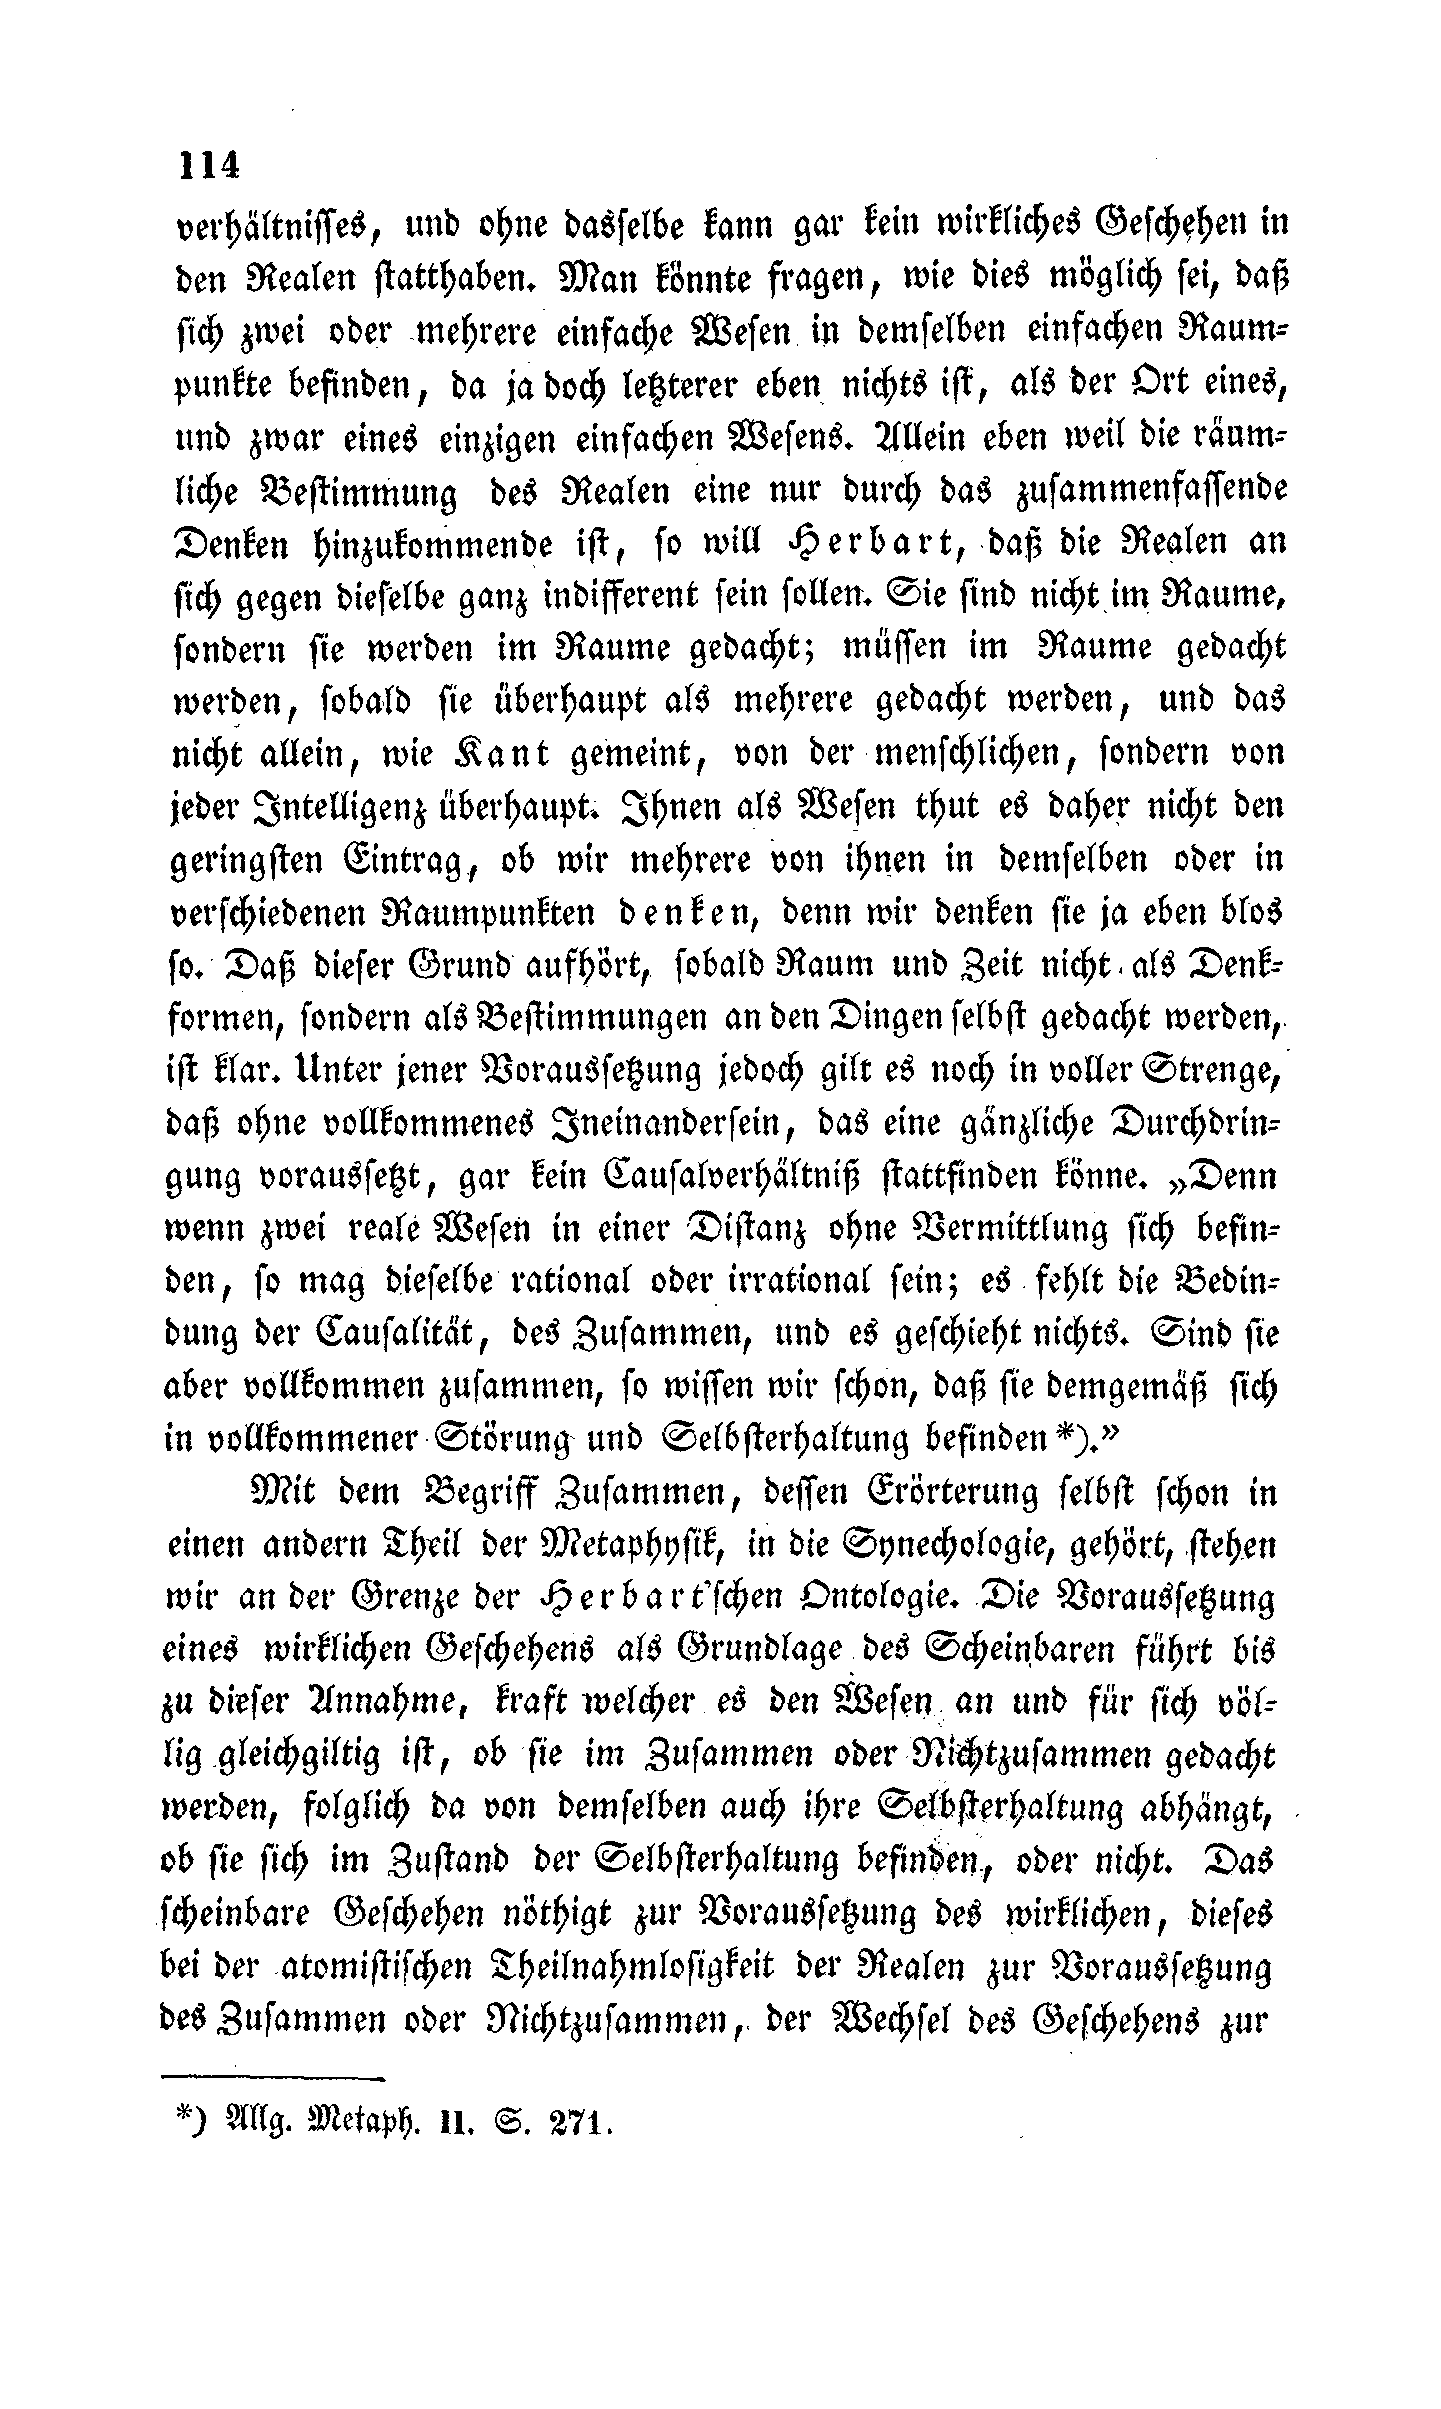 114
verhältnisses, und ohne dasselbe kann gar kein wirkliches Geschehen in
den Realen statthaben. Man könnte fragen, wie dies möglich sei, daß
sich zwei oder mehrere einfache Wesen in demselben einfachen Raum-
punkte befinden, da ja doch letzterer eben nichts ist, als der Ort eines,
und zwar eines einzigen einfachen Wesens. Allein eben weil die räum-
liche Bestimmung des Realen eine nur durch das zusammenfassende
Denken hinzukommende ist, so will Herbart, daß die Realen an
sich gegen dieselbe ganz indifferent sein sollen. Sie sind nicht im Raume,
sondern sie werden im Raume gedacht; müssen im Raume gedacht
werden, sobald sie überhaupt als mehrere gedacht werden, und das
nicht allein, wie Kant gemeint, von der menschlichen, sondern von
jeder Intelligenz überhaupt. Ihnen als Wesen thut es daher nicht den
geringsten Eintrag, ob wir mehrere von ihnen in demselben oder in
verschiedenen Raumpunkten denken, denn wir denken sie ja eben blos
so. Daß dieser Grund aufhört, sobald Raum und Zeit nicht als Denk-
formen, sondern als Bestimmungen an den Dingen selbst gedacht werden,
ist klar. Unter jener Voraussetzung jedoch gilt es noch in voller Strenge,
daß ohne vollkommenes Ineinandersein, das eine gänzliche Durchdrin-
gung voraussetzt, gar kein Causalverhältniß stattfinden könne. „Denn
wenn zwei reale Wesen in einer Distanz ohne Vermittlung sich befin-
den, so mag dieselbe rational oder irrational sein; es fehlt die Bedin-
dung der Causalität, des Zusammen, und es geschieht nichts. Sind sie
aber vollkommen zusammen, so wissen wir schon, daß sie demgemäß sich
in vollkommener Störung und Selbsterhaltung befinden *).”
Mit dem Begriff Zusammen, dessen Erörterung selbst schon in
einen andern Theil der Metaphysik, in die Synechologie, gehört, stehen
wir an der Grenze der Herbart'schen Ontologie. Die Voraussetzung
eines wirklichen Geschehens als Grundlage des Scheinbaren führt bis
zu dieser Annahme, kraft welcher es den Wesen an und für sich völ-
lig gleichgiltig ist, ob sie im Zusammen oder Nichtzusammen gedacht
werden, folglich da von demselben auch ihre Selbsterhaltung abhängt,
ob sie sich im Zustand der Selbsterhaltung befinden, oder nicht. Das
scheinbare Geschehen nöthigt zur Voraussetzung des wirklichen, dieses
bei der atomistischen Theilnahmlosigkeit der Realen zur Voraussetzung
des Zusammen oder Nichtzusammen, der Wechsel des Geschehens zur
*) Allg. Metaph. II. S. 271.